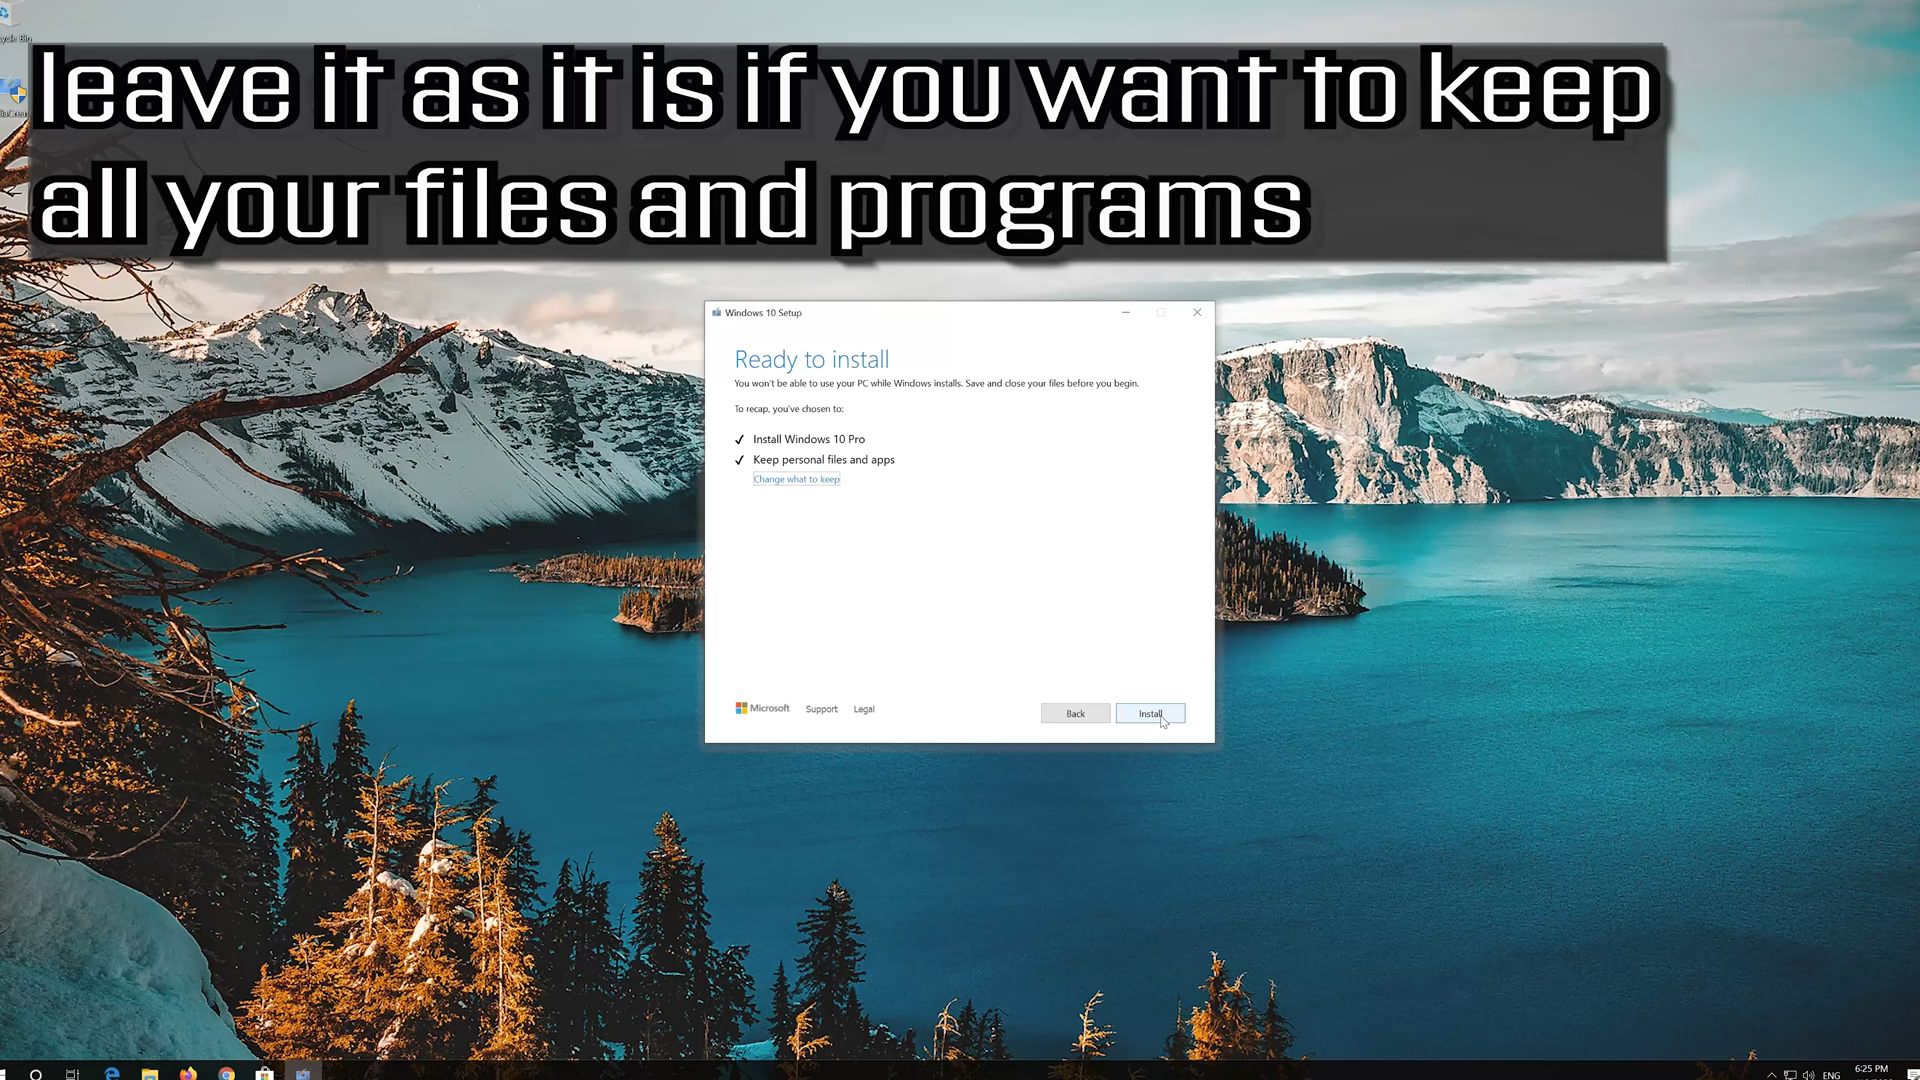 leave it as it is if you want to keep
all your files and programs
Windows 10 Setup
Ready to install
You won't be able to use your PC while Windows installs. Save and close your files before you begin.
To recap, you've chosen to:
Install Windows 10 Pro
Keep personal files and apps
Change what to keep
Microsoft
Support
Legal
Back
Install
ENG
6:25 PM